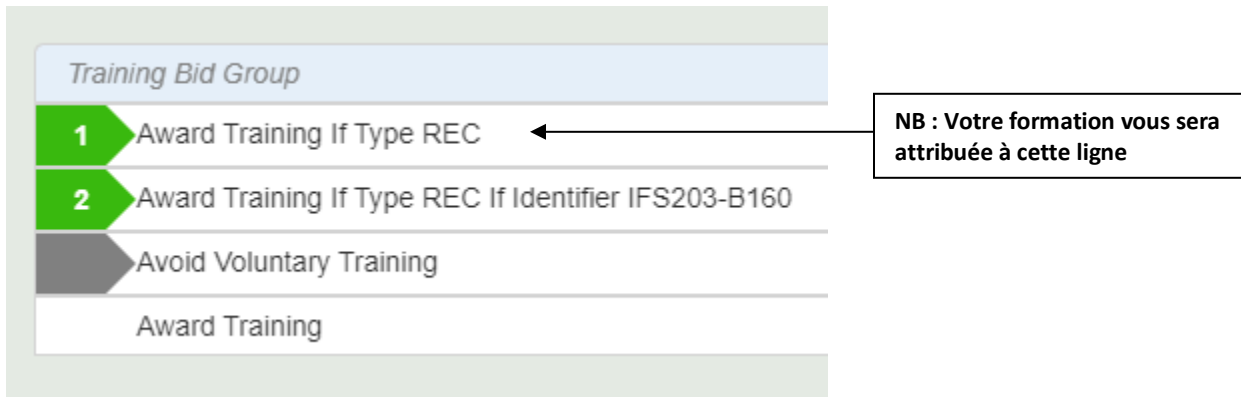 Training Bid Group
1 Award Training If Type REC
NB : Votre formation vous sera
attribuée à cette ligne
2 Award Training If Type REC If Identifier IFS203-B160
Avoid Voluntary Training
Award Training